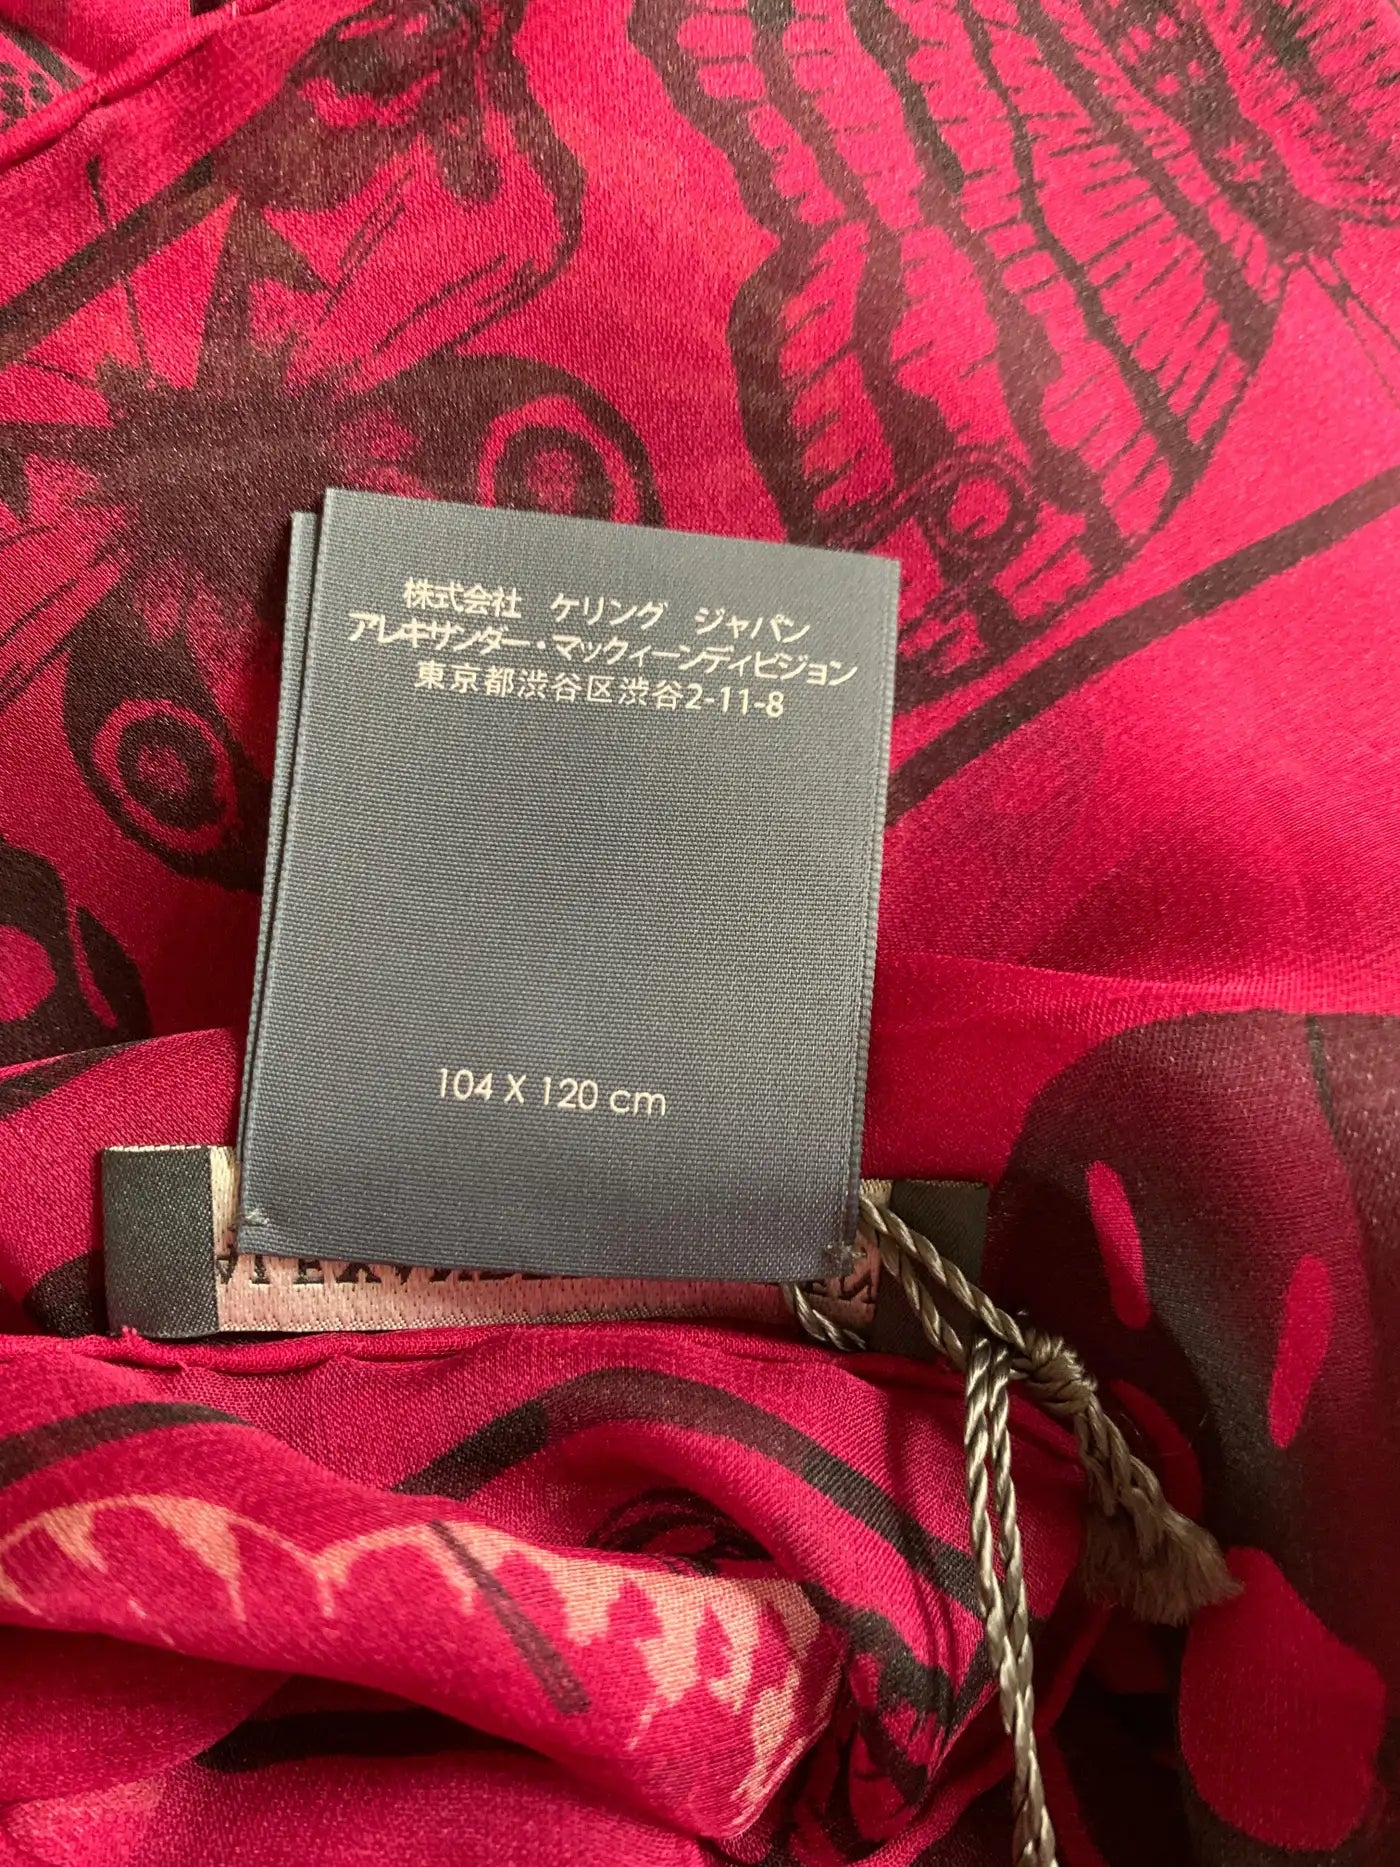 株式会社 ケリング ジャパン
アレキサンダー・マックィーンディビジョン
東京都渋谷区渋谷2-11-8
104 X 120 cm